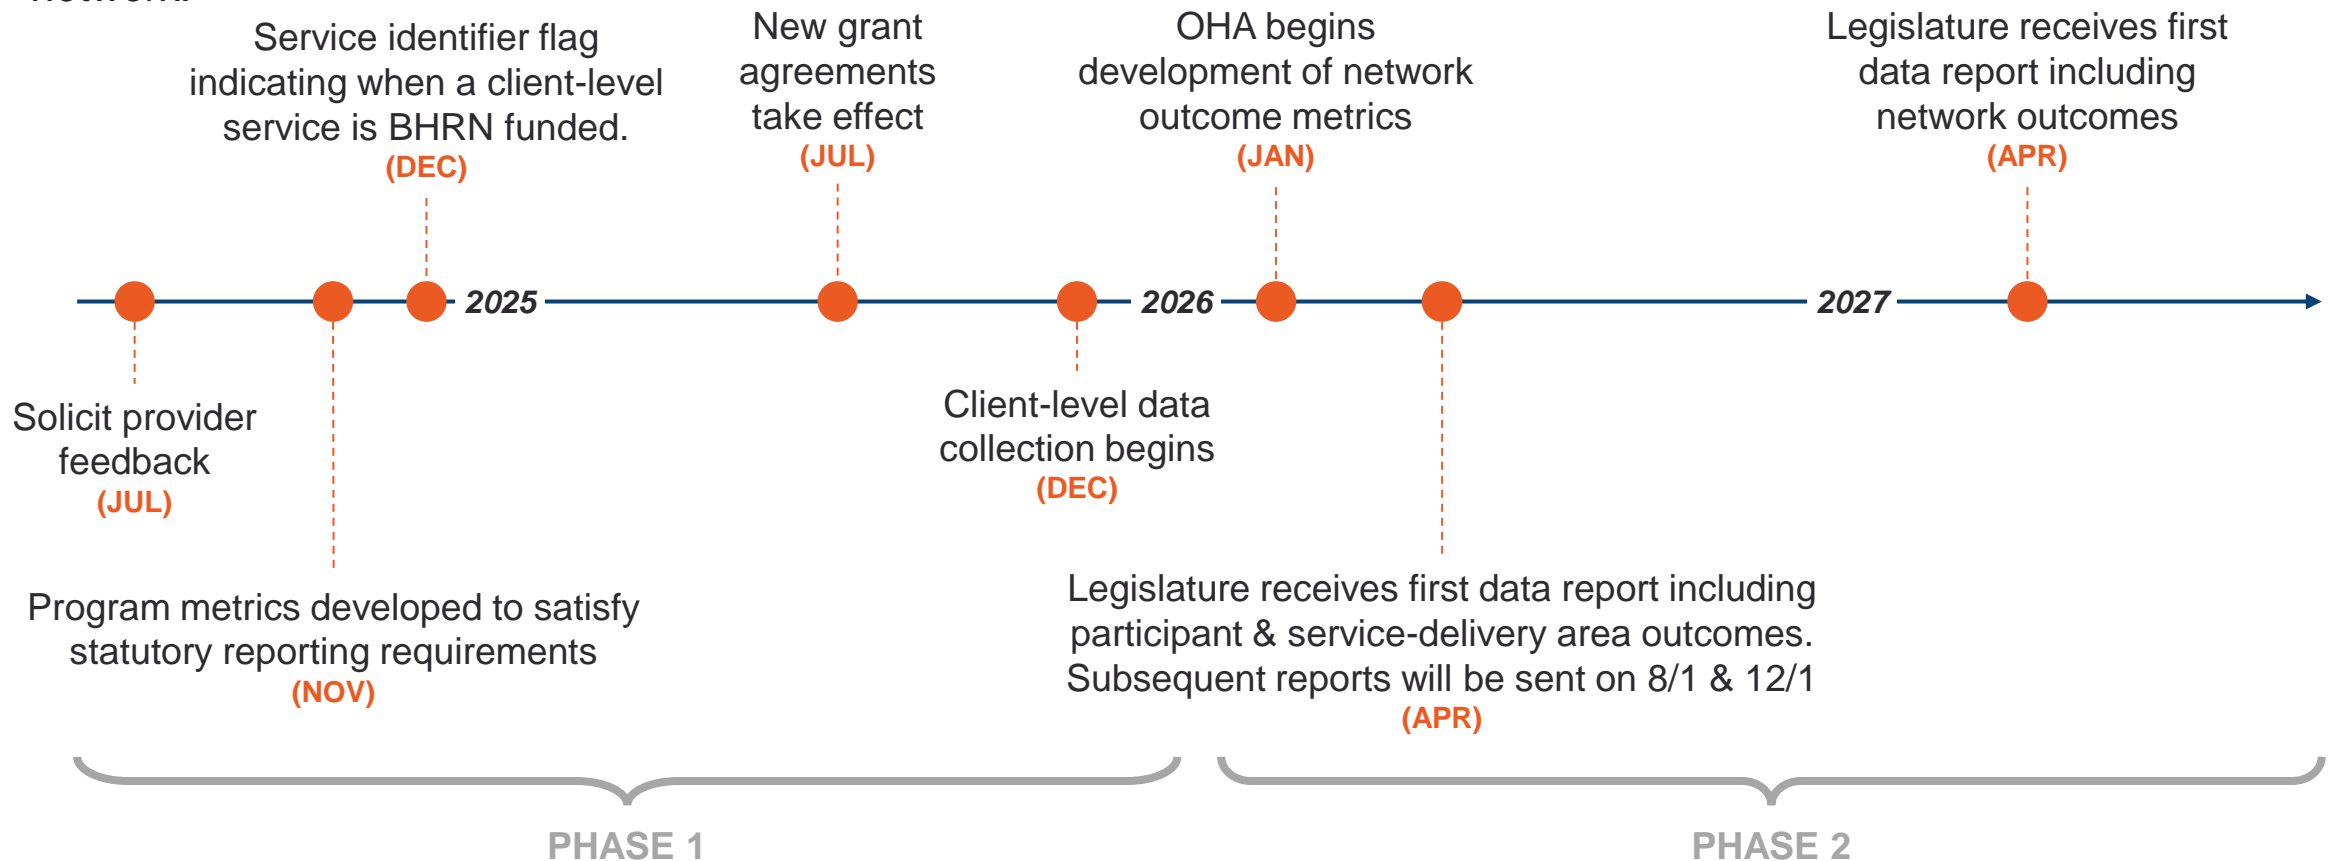 Service identifier flag
indicating when a client-level
service is BHRN funded.
(DEC)
New grant
agreements
take effect
(JUL)
OHA begins
development of network
outcome metrics
(JAN)
Legislature receives first
data report including
network outcomes
(APR)
2025
2026
2027
Solicit provider
feedback
(JUL)
Client-level data
collection begins
(DEC)
Program metrics developed to satisfy
statutory reporting requirements
(NOV)
Legislature receives first data report including
participant & service-delivery area outcomes.
Subsequent reports will be sent on 8/1 & 12/1
(APR)
PHASE 1
PHASE 2